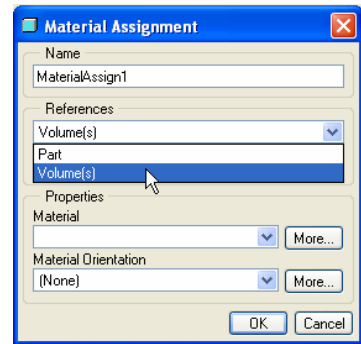 Material Assignment
Name
MaterialAssign1
References
Volume(s)
Part
Volume(s)
Properties
Material
More...
Material Orientation
(None)
More...
OK
Cancel